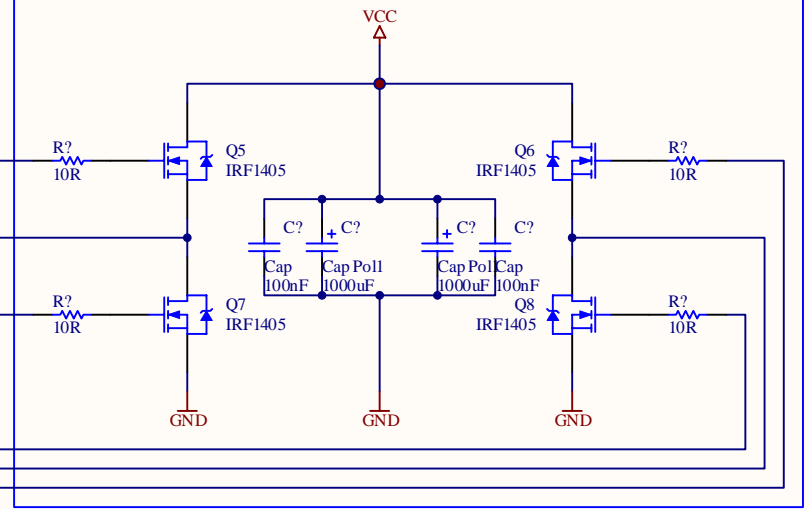 VCC
R?
10R
Q5
IRF1405
Q6
IRF1405
R?
10R
C?
Cap
100nF
C?
Cap Pol1
1000uF
C?
Cap Pol1
1000uF
C?
Cap
100nF
R?
10R
Q7
IRF1405
Q8
IRF1405
R?
10R
GND
GND
GND